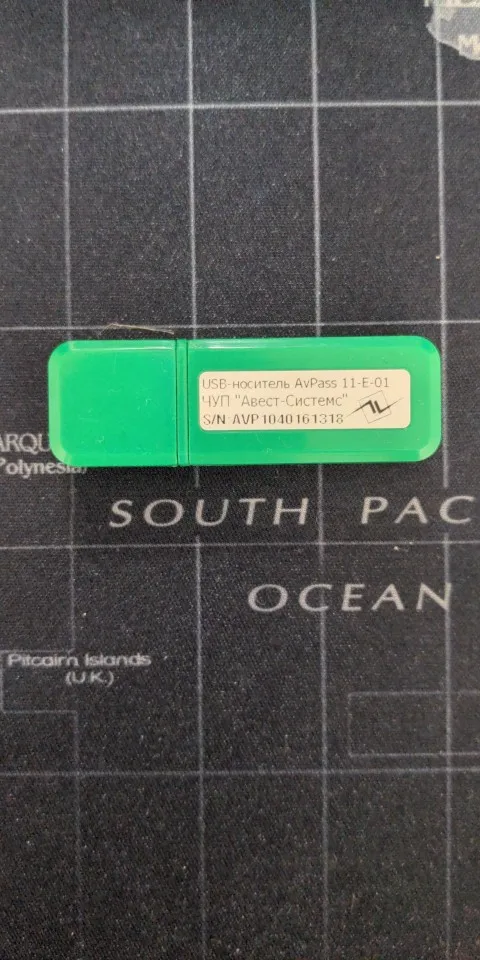 USB-носитель AvPass 11-E-01
ЧУП "Авест-Системс"
S/N AVP1040161318
ARQU
Polynesia)
SOUTH PAC
OCEAN
Pitcairn Islands
(U.K.)